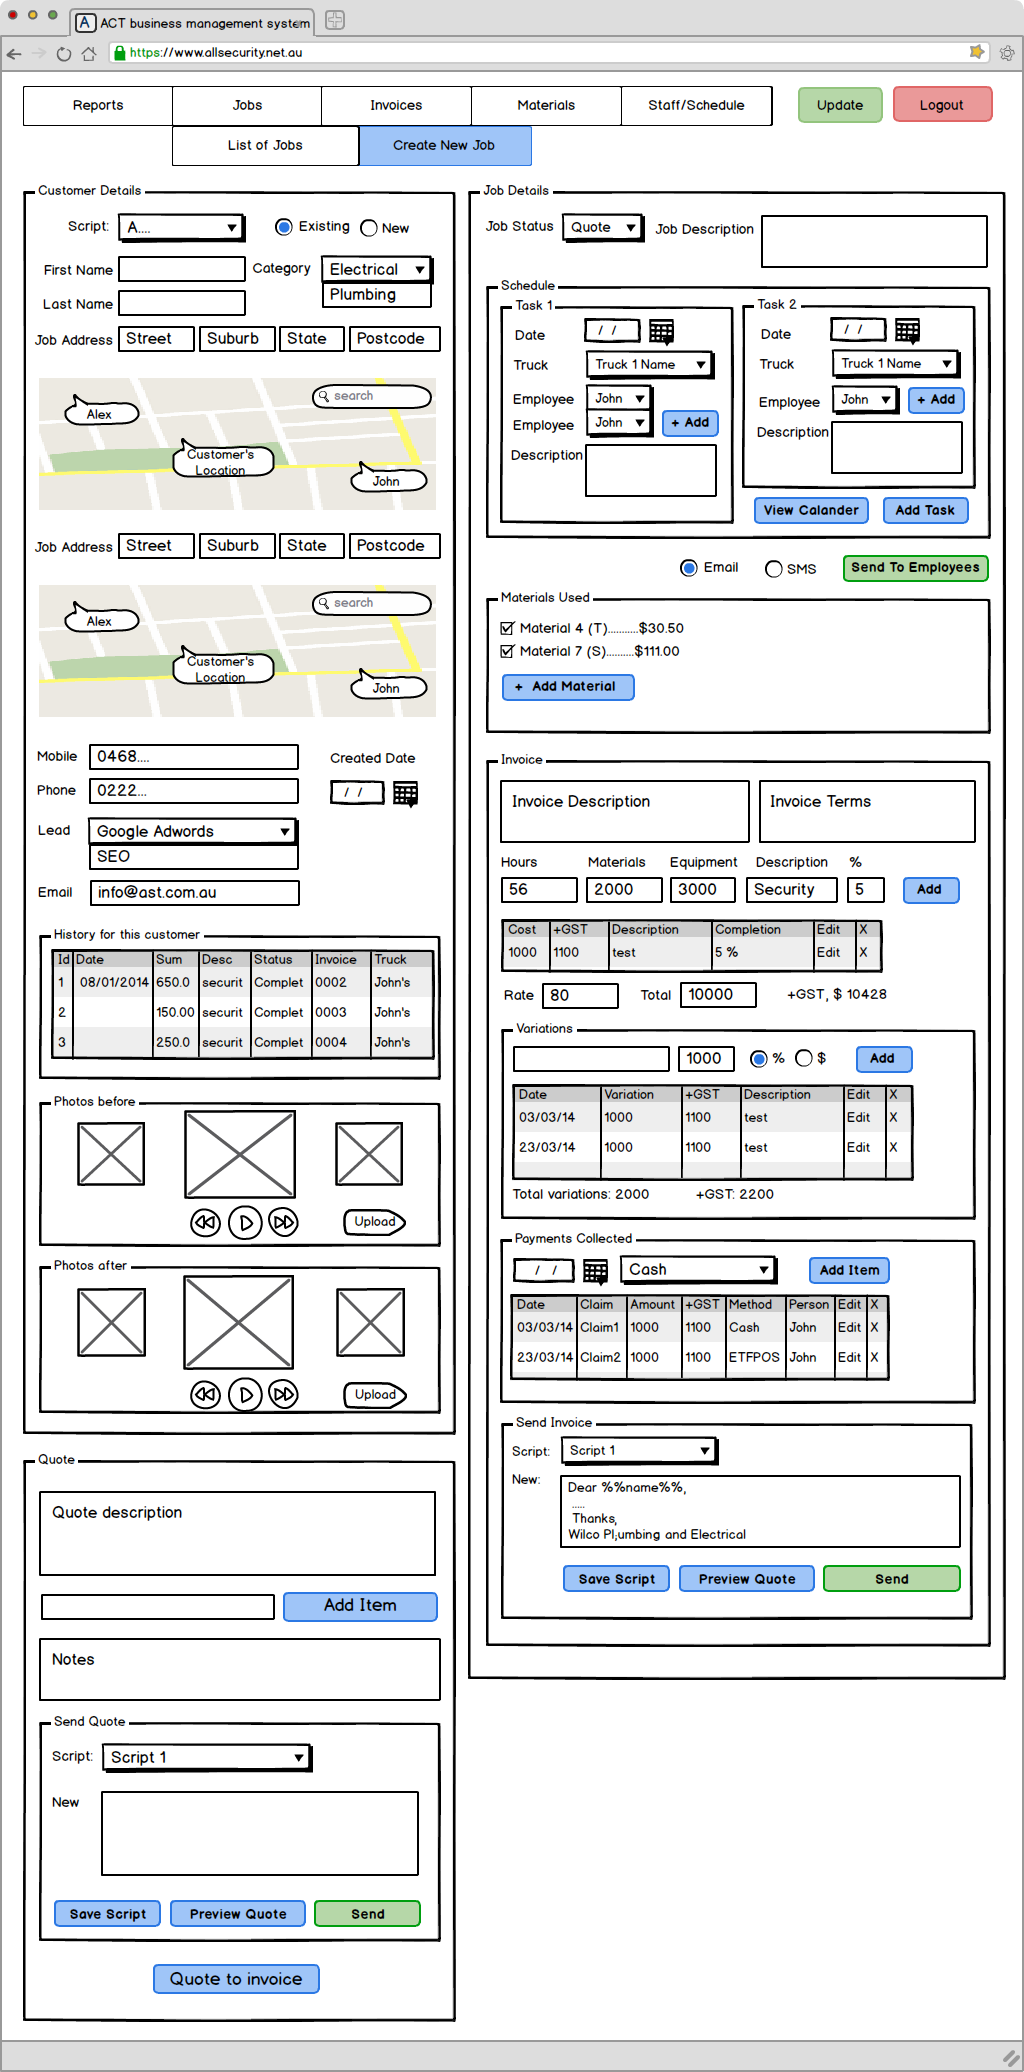 A ACT business management system
https://www.allsecurity.net.au
Reports Jobs Invoices Materials Staff/Schedule Update Logout
List of Jobs Create New Job
Customer Details
Script: A.... Existing New
First Name Category Electrical
Plumbing
Last Name
Job Address Street Suburb State Postcode
search
Alex
Customer's
Location
John
Job Address Street Suburb State Postcode
search
Alex
Customer's
Location
John
Mobile 0468.... Created Date
Phone 0222... / /
Lead Google Adwords
SEO
Email info@ast.com.au
History for this customer
Id Date Sum Desc Status Invoice Truck
1 08/01/2014 650.0 securit Complet 0002 John's
2 150.00 securit Complet 0003 John's
3 250.0 securit Complet 0004 John's
Photos before
Upload
Photos after
Upload
Quote
Quote description
Add Item
Notes
Send Quote
Script: Script 1
New
Save Script Preview Quote Send
Quote to invoice
Job Details
Job Status Quote Job Description
Schedule
Task 1
Date / /
Truck Truck 1 Name
Employee John
Employee John + Add
Description
Task 2
Date / /
Truck Truck 1 Name
Employee John + Add
Description
View Calander Add Task
Email SMS Send To Employees
Materials Used
Material 4 (T)...........$30.50
Material 7 (S)..........$111.00
+ Add Material
Invoice
Invoice Description Invoice Terms
Hours Materials Equipment Description %
56 2000 3000 Security 5 Add
Cost +GST Description Completion Edit X
1000 1100 test 5 % Edit X
Rate 80 Total 10000 +GST, $ 10428
Variations
1000 % $ Add
Date Variation +GST Description Edit X
03/03/14 1000 1100 test Edit X
23/03/14 1000 1100 test Edit X
Total variations: 2000 +GST: 2200
Payments Collected
/ / Cash Add Item
Date Claim Amount +GST Method Person Edit X
03/03/14 Claim1 1000 1100 Cash John Edit X
23/03/14 Claim2 1000 1100 ETFPOS John Edit X
Send Invoice
Script: Script 1
New: Dear %%name%%,
.....
Thanks,
Wilco Pl;umbing and Electrical
Save Script Preview Quote Send